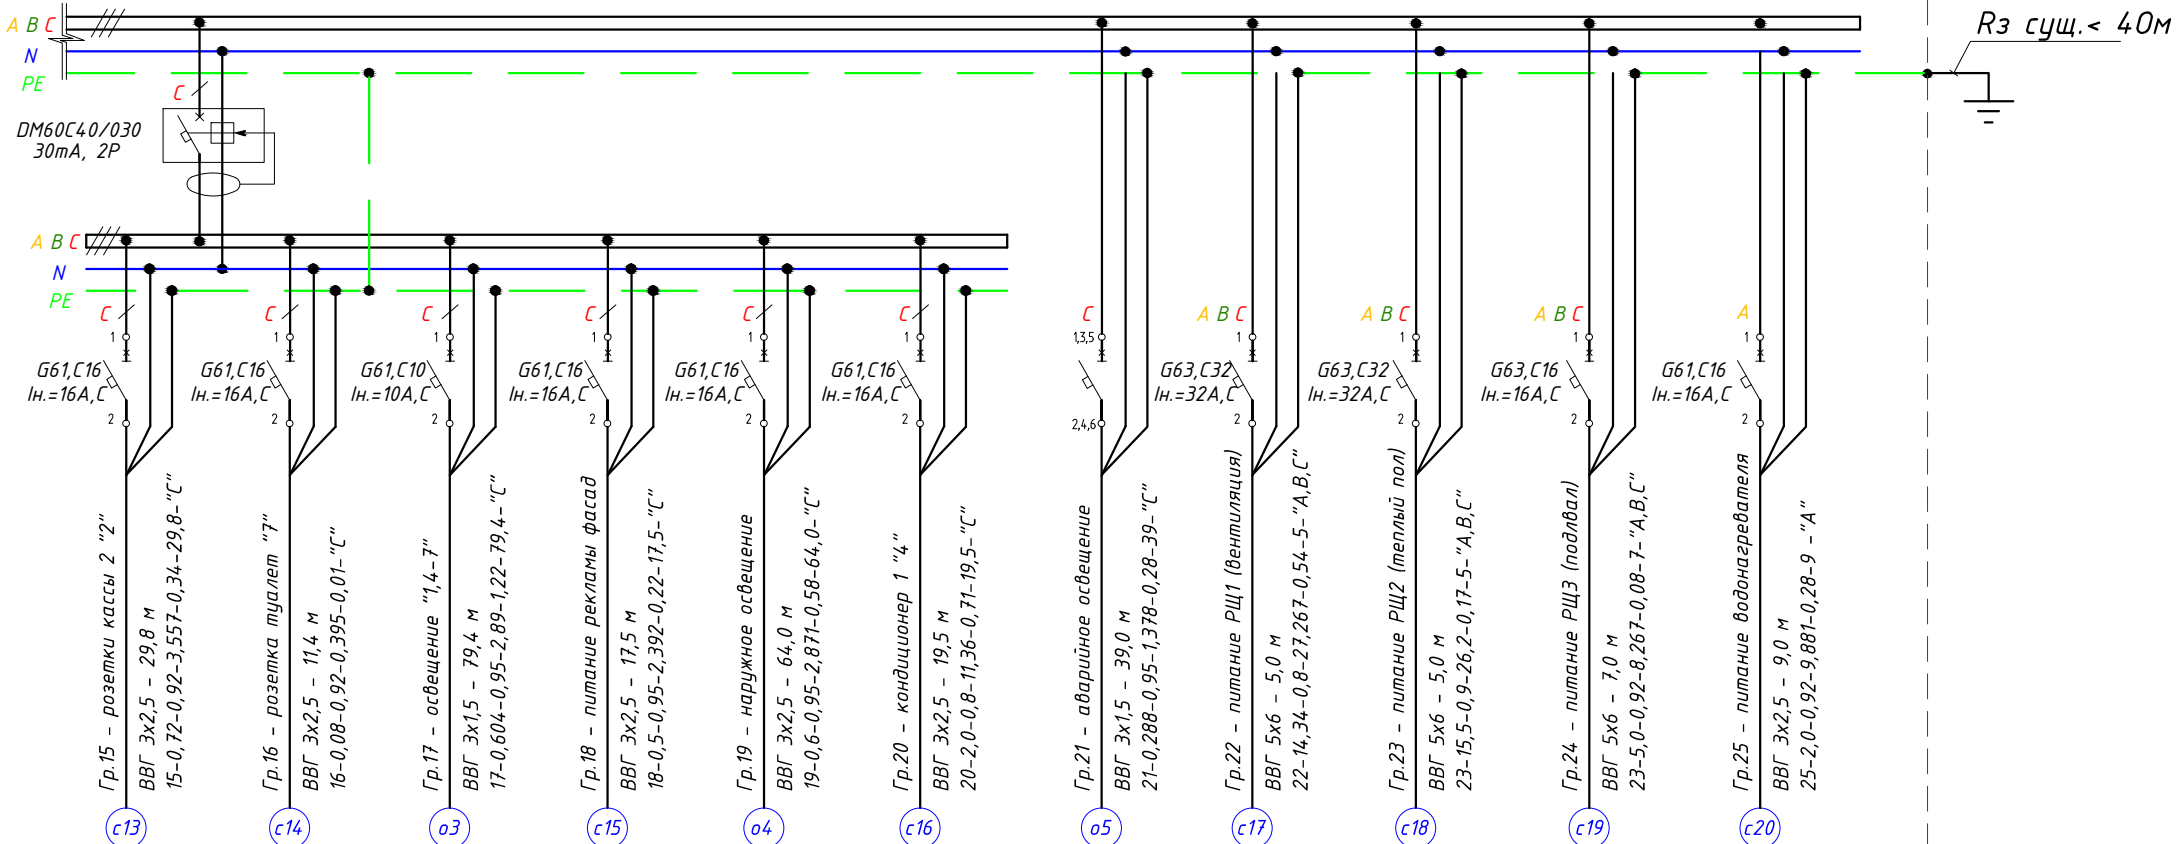 A B C
N
PE
Rз сущ.< 4Ом
C
DM60C40/030
30mA, 2P
A B C
N
PE
C
C
C
C
C
C
C
A B C
A B C
A B C
A
1
1
1
1
1
1
1,3,5
1
1
1
1
G61,C16
Iн.=16A,C
G61,C16
Iн.=16A,C
G61,C10
Iн.=10A,C
G61,C16
Iн.=16A,C
G61,C16
Iн.=16A,C
G61,C16
Iн.=16A,C
G63,C32
Iн.=32A,C
G63,C32
Iн.=32A,C
G63,C16
Iн.=16A,C
G61,C16
Iн.=16A,C
2
2
2
2
2
2
2,4,6
2
2
2
2
Гр.15 - розетки кассы 2 "2"
ВВГ 3х2,5 - 29,8 м
15-0,72-0,92-3,557-0,34-29,8-"C"
Гр.16 - розетка туалет "7"
ВВГ 3х2,5 - 11,4 м
16-0,08-0,92-0,395-0,01-"C"
Гр.17 - освещение "1,4-7"
ВВГ 3х1,5 - 79,4 м
17-0,604-0,95-2,89-1,22-79,4-"C"
Гр.18 - питание рекламы фасад
ВВГ 3х2,5 - 17,5 м
18-0,5-0,95-2,392-0,22-17,5-"C"
Гр.19 - наружное освещение
ВВГ 3х2,5 - 64,0 м
19-0,6-0,95-2,871-0,58-64,0-"C"
Гр.20 - кондиционер 1 "4"
ВВГ 3х2,5 - 19,5 м
20-2,0-0,8-11,36-0,71-19,5-"C"
Гр.21 - аварийное освещение
ВВГ 3х1,5 - 39,0 м
21-0,288-0,95-1,378-0,28-39-"C"
Гр.22 - питание РЩ1 (вентиляция)
ВВГ 5х6 - 5,0 м
22-14,34-0,8-27,267-0,54-5-"A,B,C"
Гр.23 - питание РЩ2 (теплый пол)
ВВГ 5х6 - 5,0 м
23-15,5-0,9-26,2-0,17-5-"A,B,C"
Гр.24 - питание РЩ3 (подлвал)
ВВГ 5х6 - 7,0 м
23-5,0-0,92-8,267-0,08-7-"A,B,C"
Гр.25 - питание водонагревателя
ВВГ 3х2,5 - 9,0 м
25-2,0-0,92-9,881-0,28-9 -"A"
с13
с14
о3
с15
о4
с16
о5
с17
с18
с19
с20